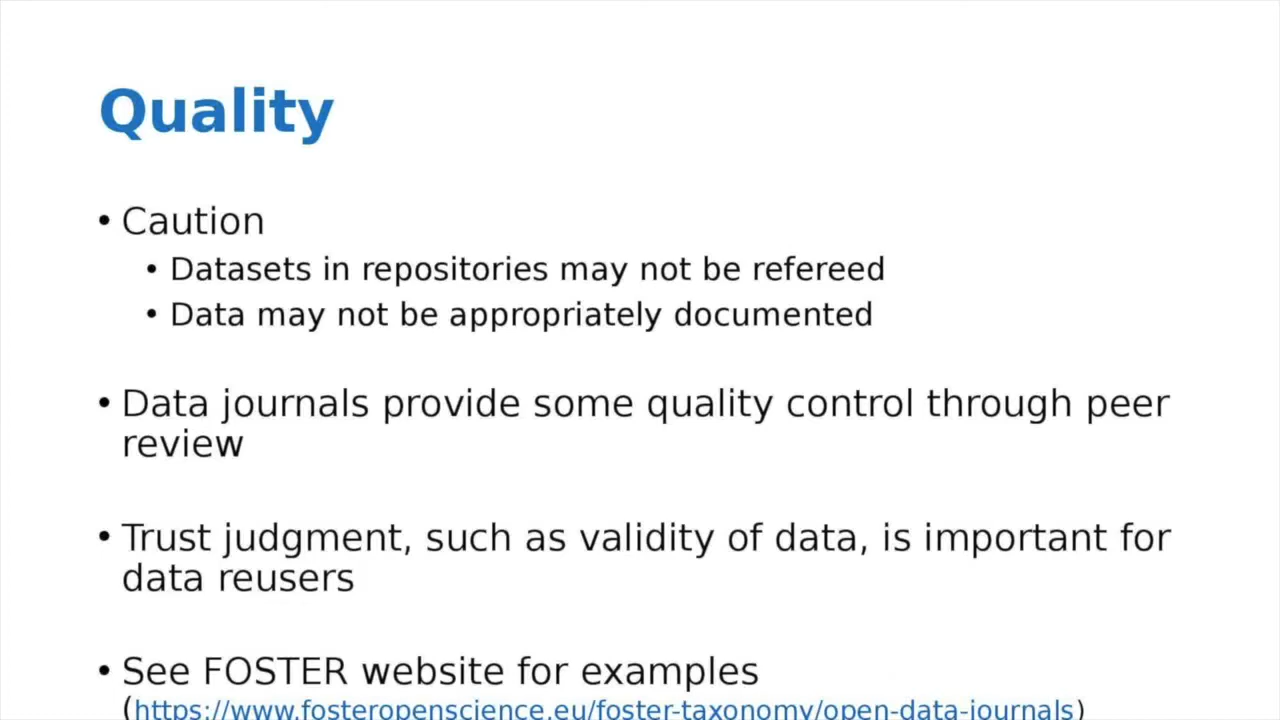 Quality
• Caution
• Datasets in repositories may not be refereed
• Data may not be appropriately documented
• Data journals provide some quality control through peer
review
• Trust judgment, such as validity of data, is important for
data reusers
• See FOSTER website for examples
(https://www.fosteropenscience.eu/foster-taxonomy/open-data-journals)